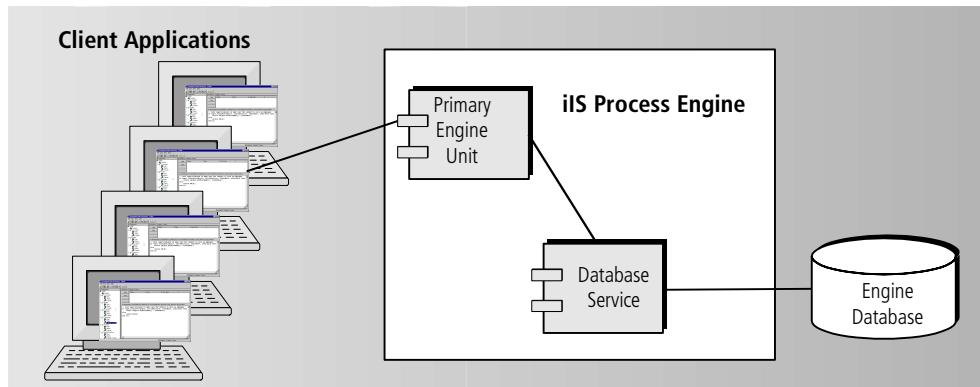 Client Applications
Primary
Engine
Unit
iIS Process Engine
Database
Service
Engine
Database